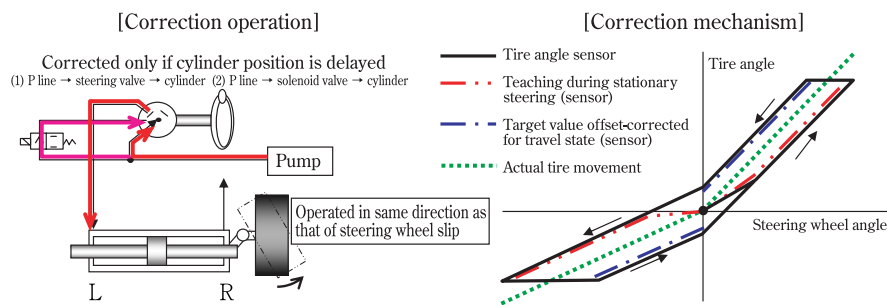 [Correction operation]
Corrected only if cylinder position is delayed
(1) P line → steering valve → cylinder (2) P line → solenoid valve → cylinder
Pump
Operated in same direction as
that of steering wheel slip
L
R
[Correction mechanism]
Tire angle sensor
Teaching during stationary
steering (sensor)
Target value offset-corrected
for travel state (sensor)
Actual tire movement
Tire angle
Steering wheel angle